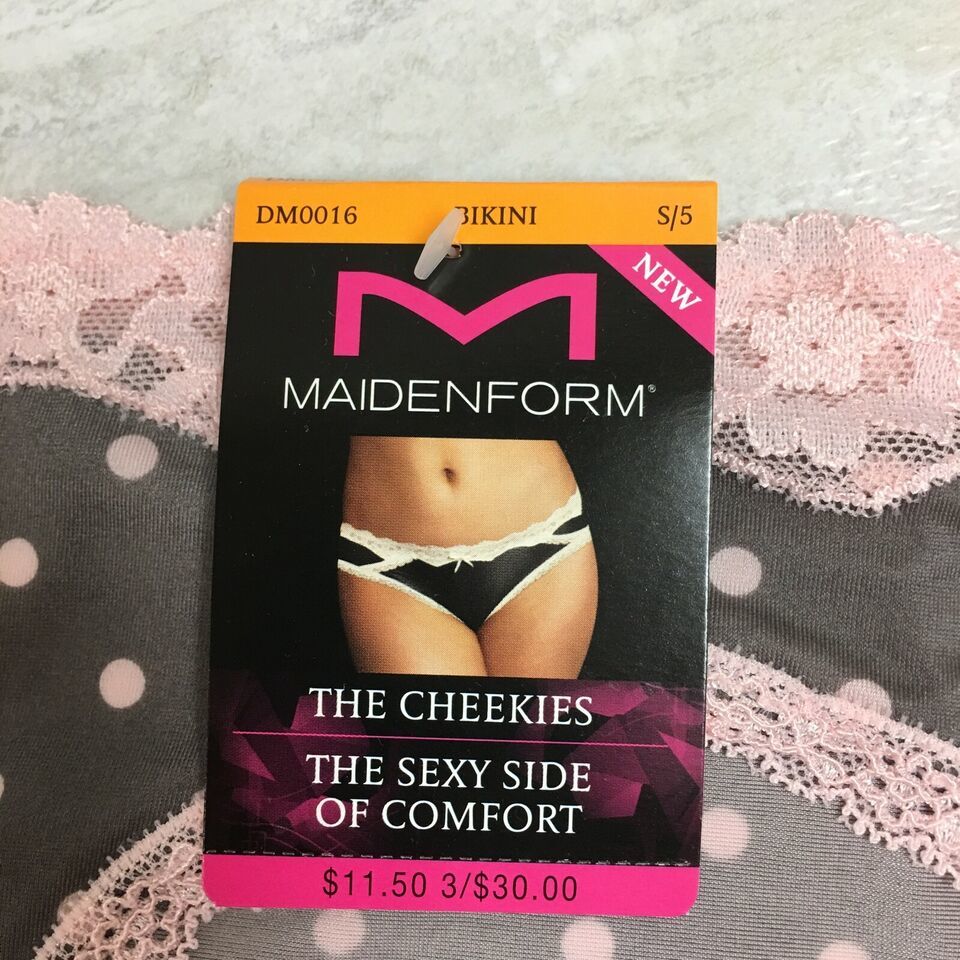 DM0016 BIKINI S/5
NEW
MAIDENFORM®
THE CHEEKIES
THE SEXY SIDE
OF COMFORT
$11.50 3/$30.00